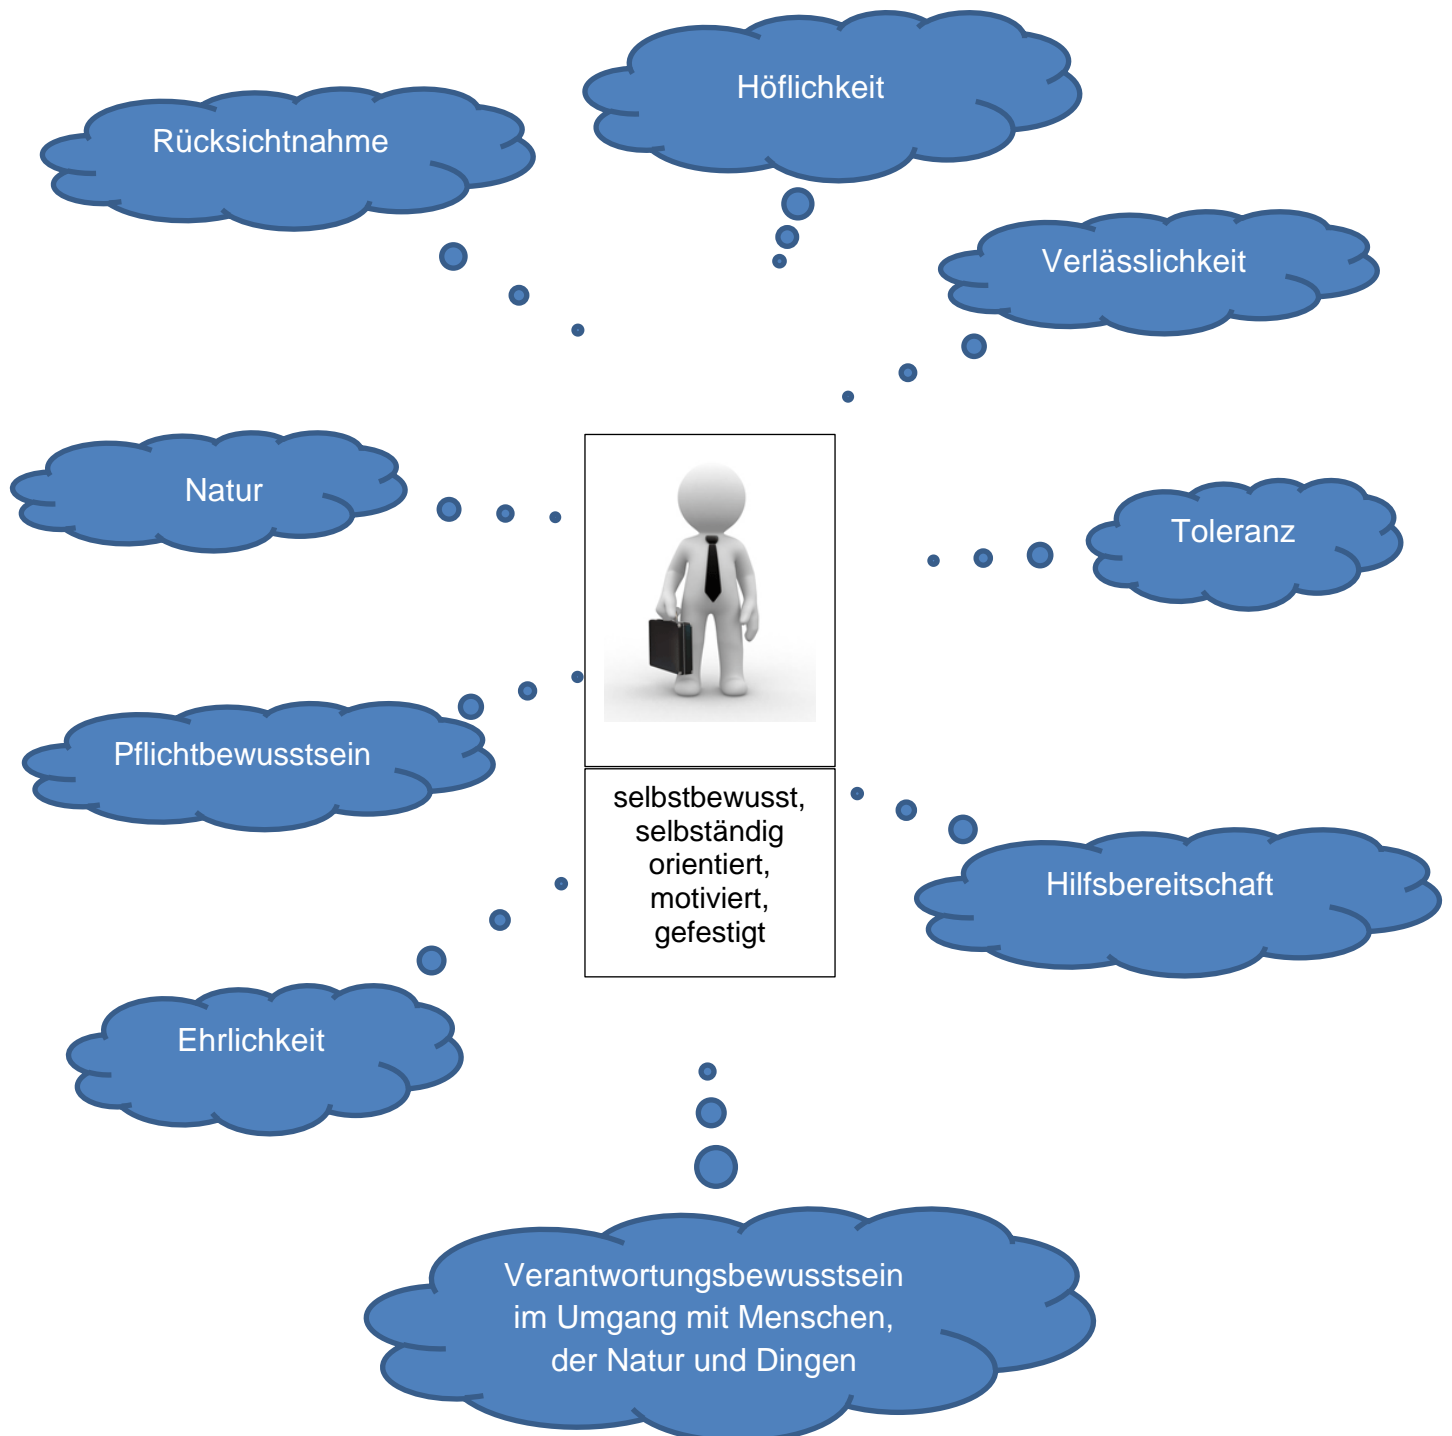 Höflichkeit
Rücksichtnahme
Verlässlichkeit
Natur
Toleranz
Pflichtbewusstsein
selbstbewusst,
selbständig
orientiert,
motiviert,
gefestigt
Hilfsbereitschaft
Ehrlichkeit
Verantwortungsbewusstsein
im Umgang mit Menschen,
der Natur und Dingen